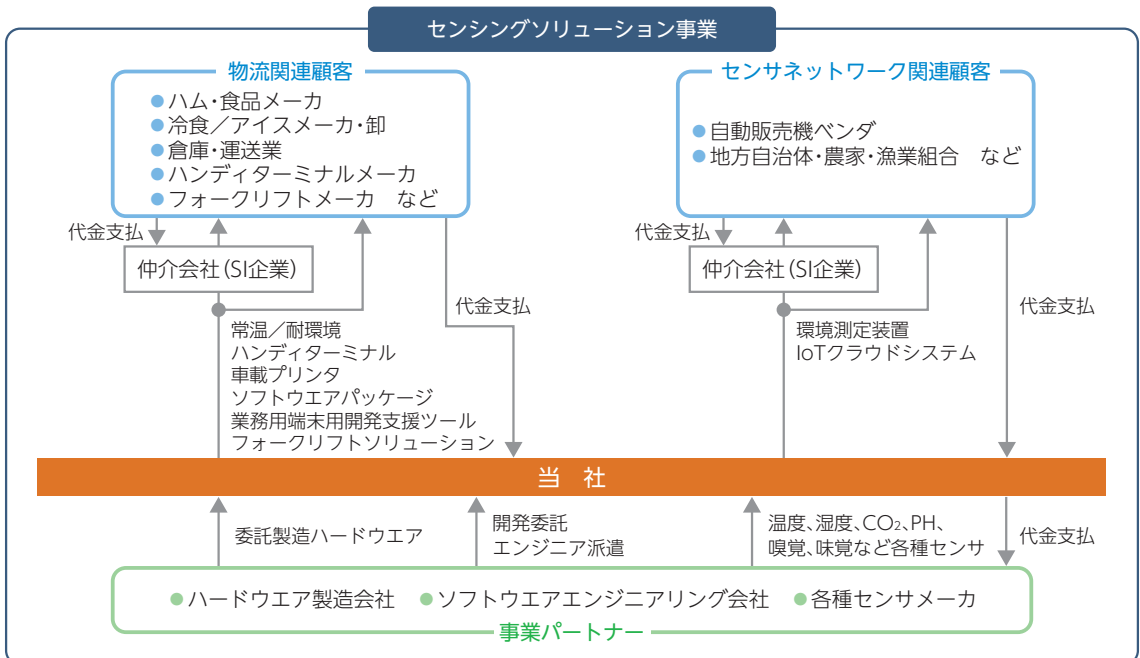 センシングソリューション事業
物流関連顧客
●ハム・食品メーカ
●冷食／アイスメーカ・卸
●倉庫・運送業
●ハンディターミナルメーカ
●フォークリフトメーカ　など
センサネットワーク関連顧客
●自動販売機ベンダ
●地方自治体・農家・漁業組合　など
代金支払
仲介会社（SI企業）
代金支払
常温／耐環境
ハンディターミナル
車載プリンタ
ソフトウエアパッケージ
業務用端末用開発支援ツール
フォークリフトソリューション
代金支払
仲介会社（SI企業）
代金支払
環境測定装置
IoTクラウドシステム
当　社
委託製造ハードウエア
開発委託
エンジニア派遣
温度、湿度、CO₂、PH、
嗅覚、味覚など各種センサ
代金支払
●ハードウエア製造会社　●ソフトウエアエンジニアリング会社　●各種センサメーカ
事業パートナー